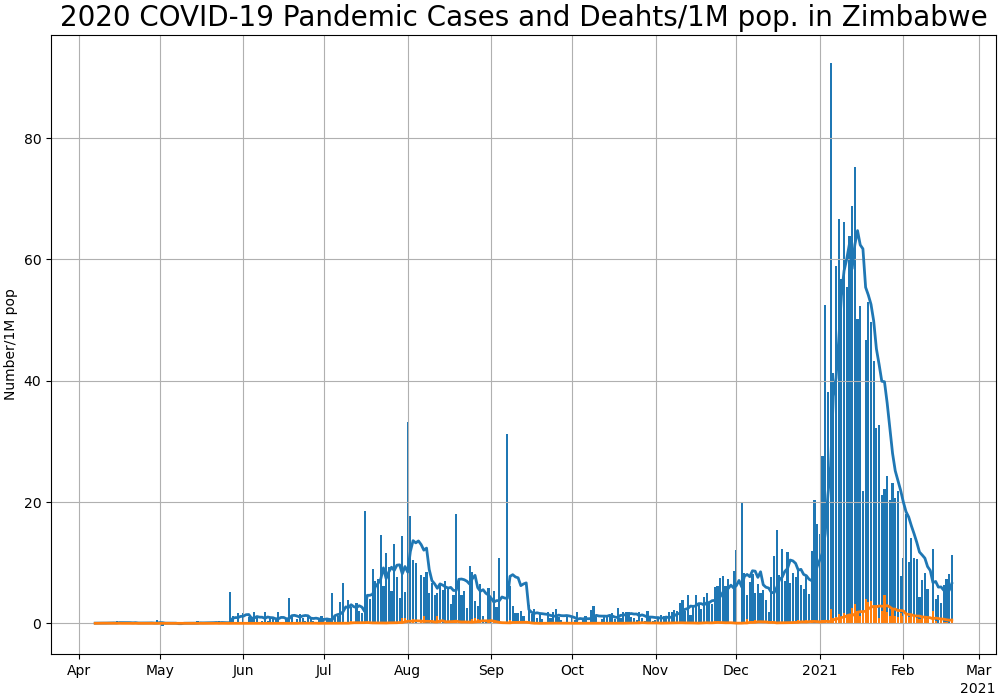 2020 COVID-19 Pandemic Cases and Deahts/1M pop. in Zimbabwe
Number/1M pop
80
60
40
20
0
Apr May Jun Jul Aug Sep Oct Nov Dec 2021 Feb Mar
2021